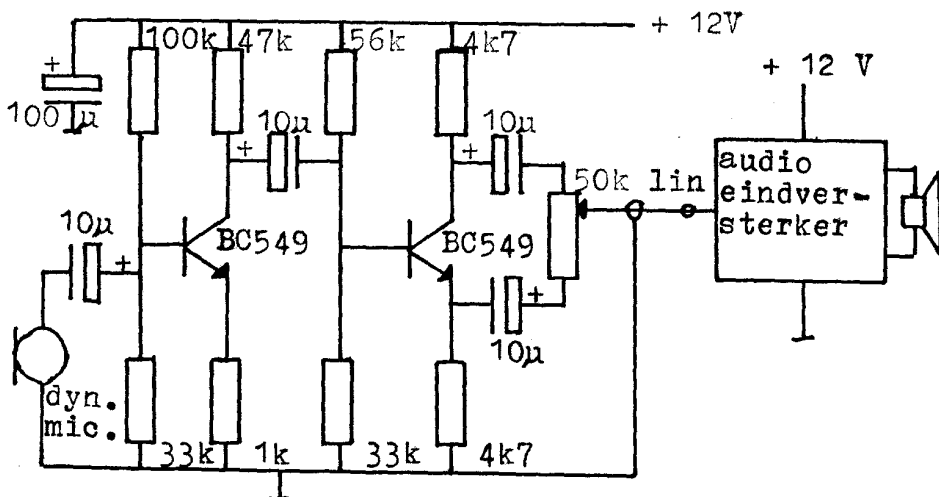 + 12V
100k 47k 56k 4k7
+
100 µ
+ 12 V
10µ
+
10µ
+
audio
eindver-
sterker
50k lin
10µ
+
BC549
BC549
+
10µ
dyn.
mic.
33k 1k 33k 4k7